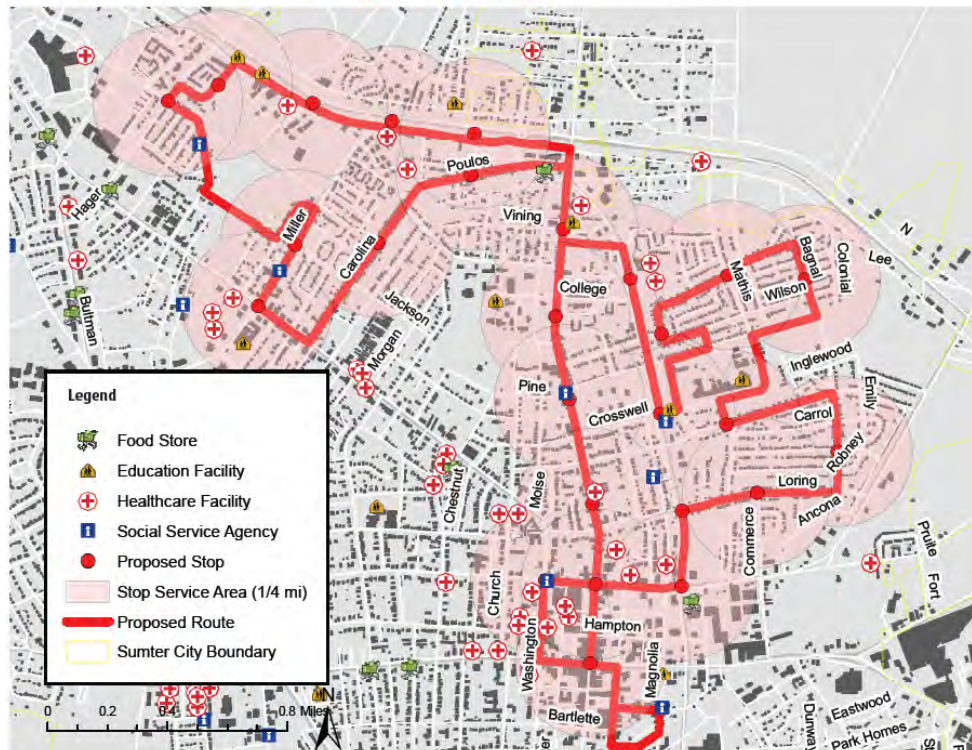 N
Lee
Colonial
Bagnal
Wilson
Mathis
Inglewood
Emily
Carrol
Robney
Loring
Ancona
Commerce
Crosswell
Pine
College
Vining
Poulos
Carolina
Miller
Hager
Bultman
Jackson
Morgan
Chestnut
Moise
Church
Washington
Hampton
Magnolia
Bartlette
Pruite
Fort
Eastwood
Park Homes
Legend
Food Store
Education Facility
Healthcare Facility
Social Service Agency
Proposed Stop
Stop Service Area (1/4 mi)
Proposed Route
Sumter City Boundary
0 0.2 0.4 0.8 Miles
N